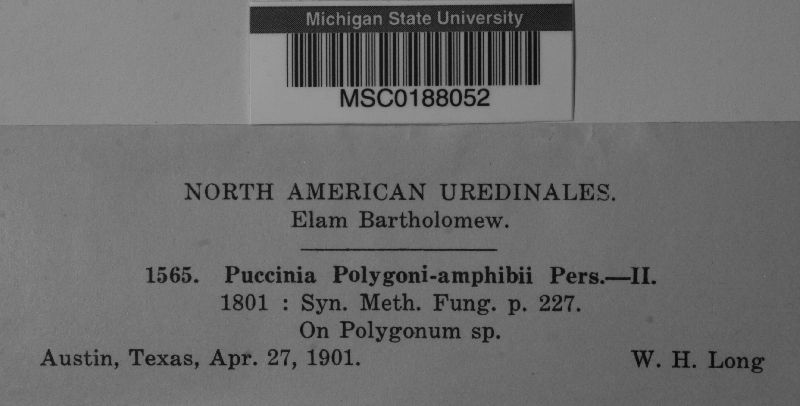 Michigan State University
MSC0188052
NORTH AMERICAN UREDINALES.
Elam Bartholomew.
1565. Puccinia Polygoni-amphibii Pers.—II.
1801 : Syn. Meth. Fung. p. 227.
On Polygonum sp.
Austin, Texas, Apr. 27, 1901. W. H. Long